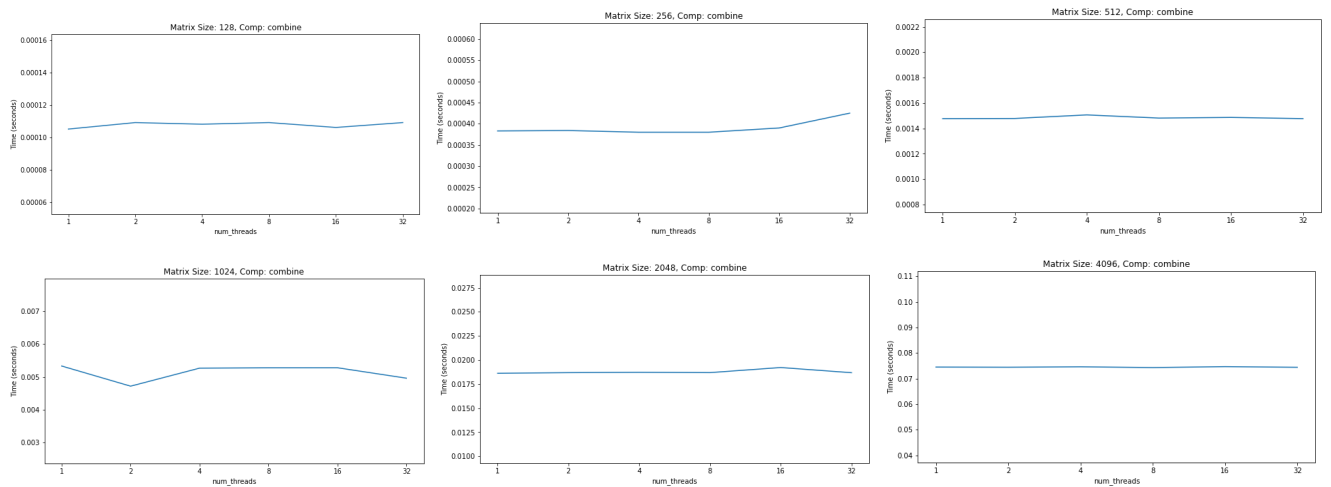 Matrix Size: 128, Comp: combine
0.00016
0.00014
0.00012
0.00010
0.00008
0.00006
Time (seconds)
1 2 4 8 16 32
num_threads
Matrix Size: 256, Comp: combine
0.00060
0.00055
0.00050
0.00045
0.00040
0.00035
0.00030
0.00025
0.00020
Time (seconds)
1 2 4 8 16 32
num_threads
Matrix Size: 512, Comp: combine
0.0022
0.0020
0.0018
0.0016
0.0014
0.0012
0.0010
0.0008
Time (seconds)
1 2 4 8 16 32
num_threads
Matrix Size: 1024, Comp: combine
0.007
0.006
0.005
0.004
0.003
Time (seconds)
1 2 4 8 16 32
num_threads
Matrix Size: 2048, Comp: combine
0.0275
0.0250
0.0225
0.0200
0.0175
0.0150
0.0125
0.0100
Time (seconds)
1 2 4 8 16 32
num_threads
Matrix Size: 4096, Comp: combine
0.11
0.10
0.09
0.08
0.07
0.06
0.05
0.04
Time (seconds)
1 2 4 8 16 32
num_threads